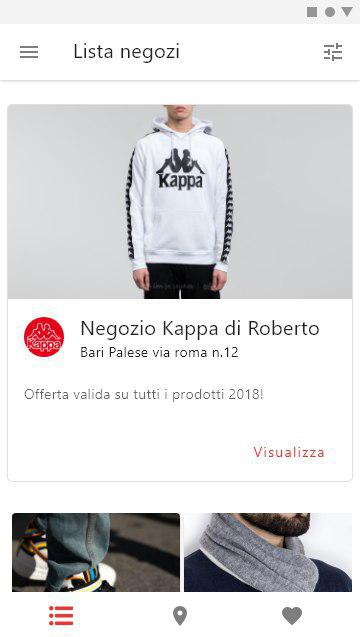 Lista negozi
Kappa
Kappa
Negozio Kappa di Roberto
Bari Palese via roma n.12
Offerta valida su tutti i prodotti 2018!
Visualizza